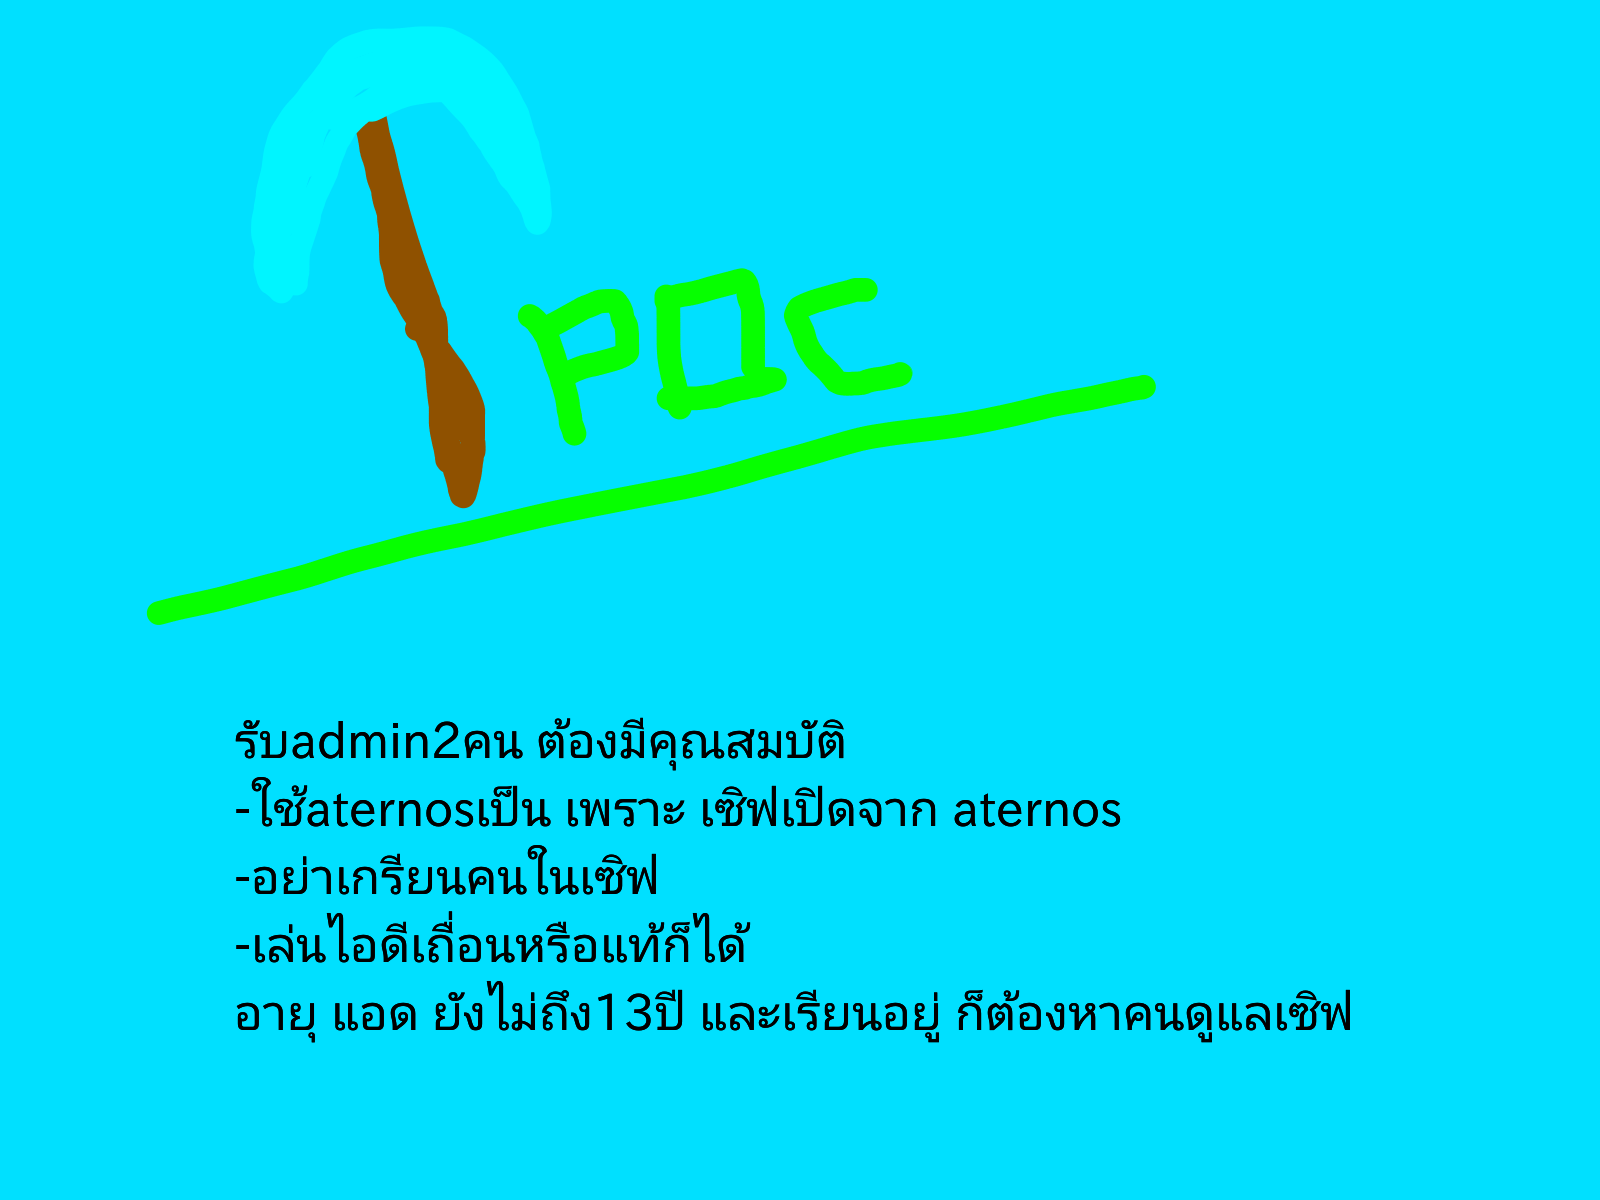 POC
รับadmin2คน ต้องมีคุณสมบัติ
-ใช้aternosเป็น เพราะ เซิฟเปิดจาก aternos
-อย่าเกรียนคนในเซิฟ
-เล่นไอดีเถื่อนหรือแท้ก็ได้
อายุ แอด ยังไม่ถึง13ปี และเรียนอยู่ ก็ต้องหาคนดูแลเซิฟ